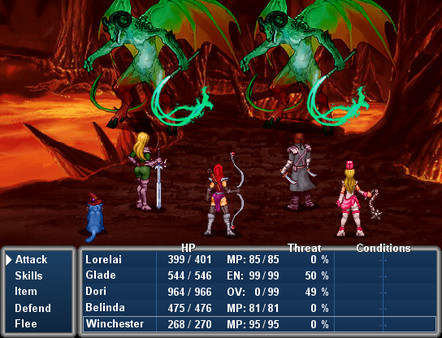 HP Threat Conditions
Attack Lorelai 399 / 401 MP: 85 / 85 0 %
Skills Glade 544 / 546 EN: 99 / 99 50 %
Item Dori 964 / 966 OV: 0 / 99 49 %
Defend Belinda 475 / 476 MP: 81 / 81 0 %
Flee Winchester 268 / 270 MP: 95 / 95 0 %